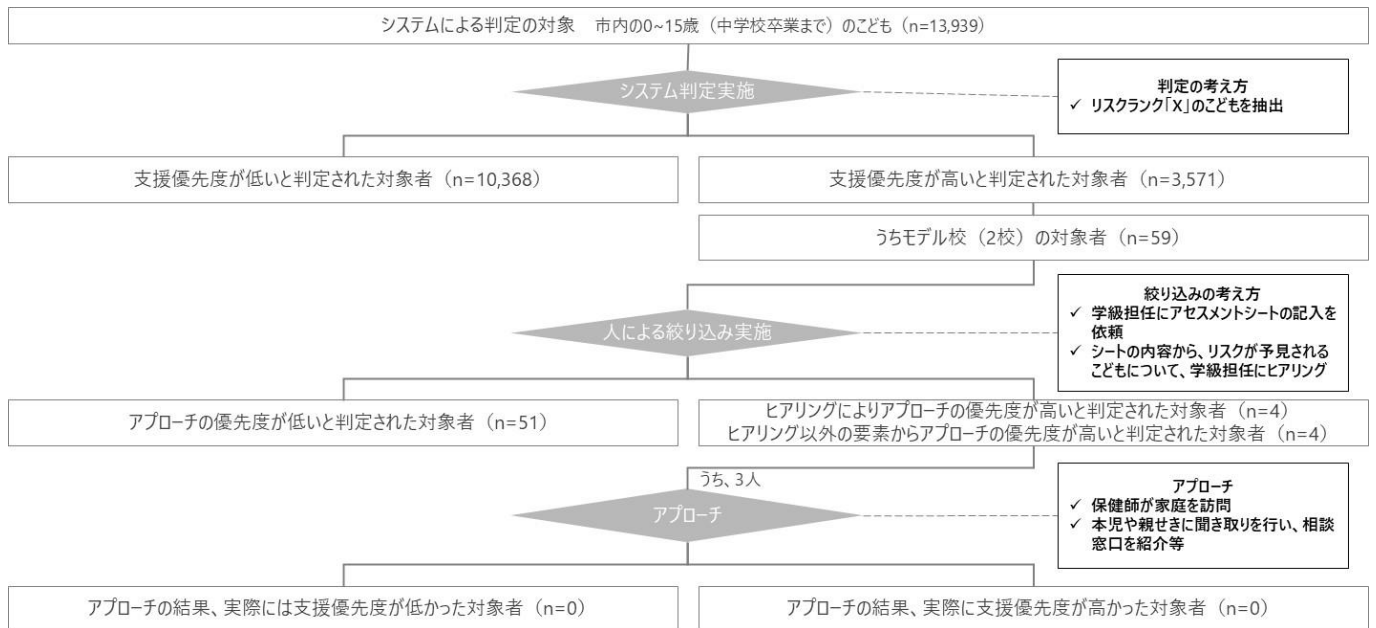 システムによる判定の対象　市内の0~15歳（中学校卒業まで）のこども（n=13,939）
システム判定実施
判定の考え方
✓ リスクランク「X」のこどもを抽出
支援優先度が低いと判定された対象者（n=10,368）
支援優先度が高いと判定された対象者（n=3,571）
うちモデル校（2校）の対象者（n=59）
人による絞り込み実施
絞り込みの考え方
✓ 学級担任にアセスメントシートの記入を
依頼
✓ シートの内容から、リスクが予見される
こどもについて、学級担任にヒアリング
アプローチの優先度が低いと判定された対象者（n=51）
ヒアリングによりアプローチの優先度が高いと判定された対象者（n=4）
ヒアリング以外の要素からアプローチの優先度が高いと判定された対象者（n=4）
うち、3人
アプローチ
アプローチ
✓ 保健師が家庭を訪問
✓ 本児や親せきに聞き取りを行い、相談
窓口を紹介等
アプローチの結果、実際には支援優先度が低かった対象者（n=0）
アプローチの結果、実際に支援優先度が高かった対象者（n=0）